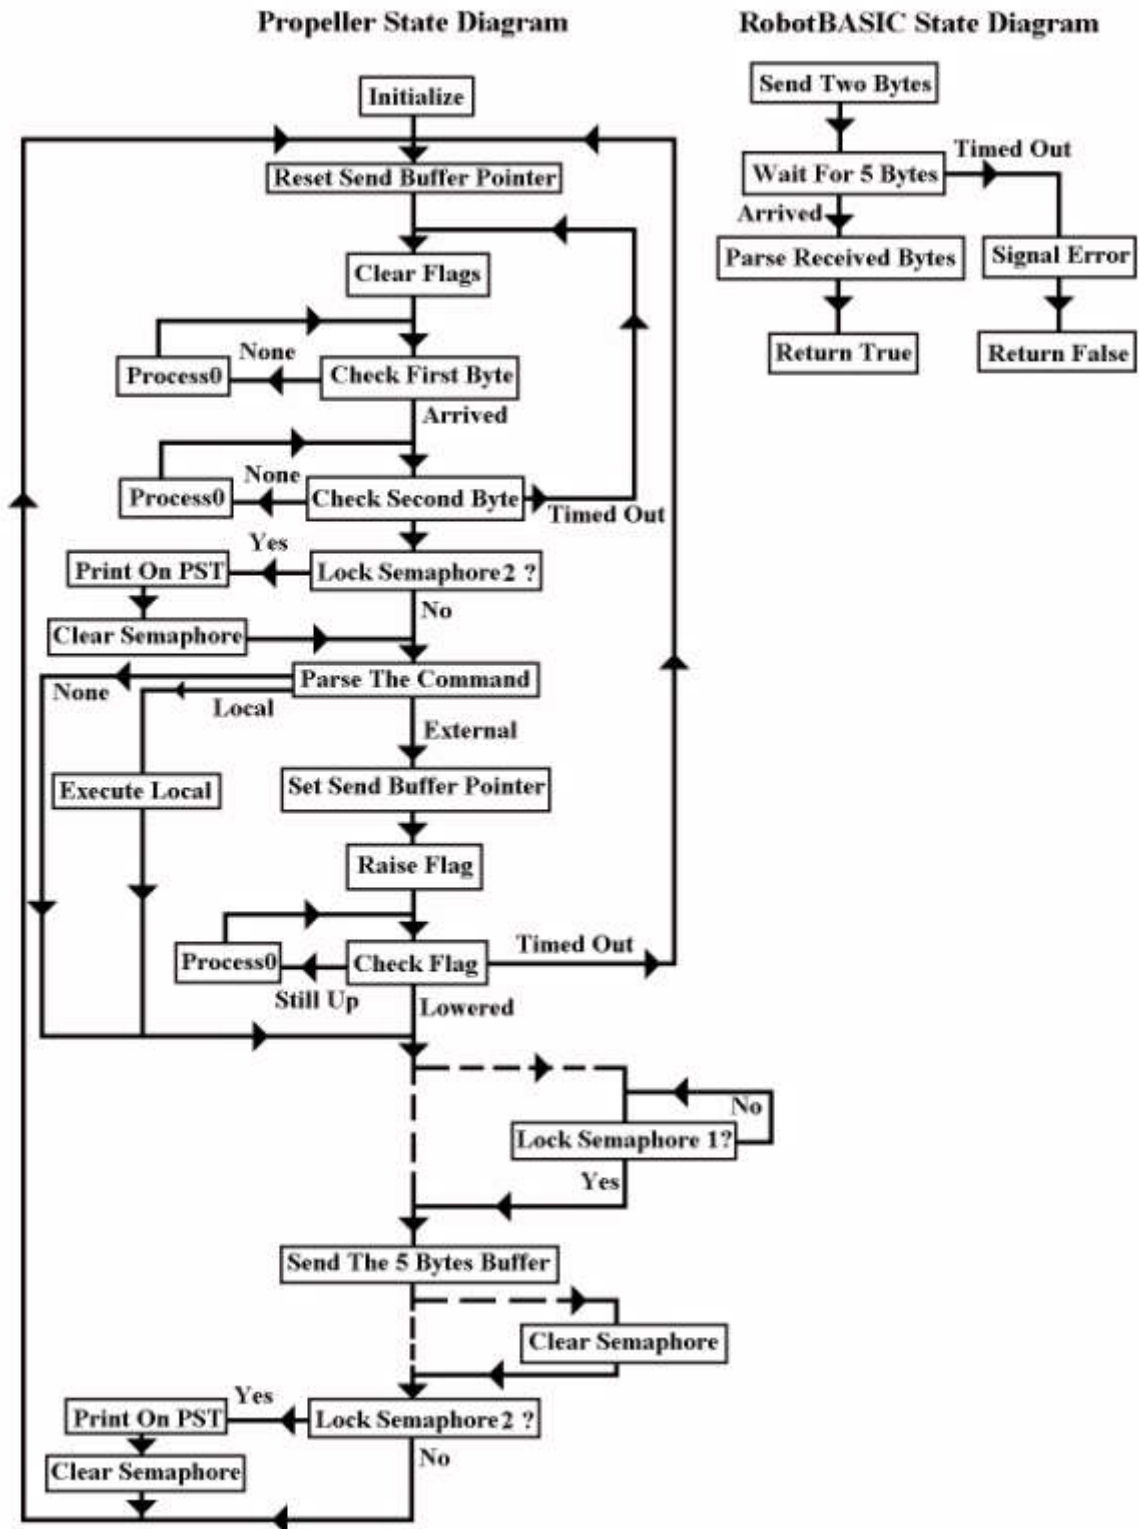 Propeller State Diagram
RobotBASIC State Diagram
Initialize
Reset Send Buffer Pointer
Clear Flags
None
Process0
Check First Byte
Arrived
None
Process0
Check Second Byte
Timed Out
Yes
Print On PST
Lock Semaphore2 ?
No
Clear Semaphore
Parse The Command
None
Local
External
Execute Local
Set Send Buffer Pointer
Raise Flag
Timed Out
Process0
Check Flag
Still Up
Lowered
No
Lock Semaphore 1?
Yes
Send The 5 Bytes Buffer
Clear Semaphore
Yes
Print On PST
Lock Semaphore2 ?
No
Clear Semaphore
Send Two Bytes
Timed Out
Wait For 5 Bytes
Arrived
Parse Received Bytes
Signal Error
Return True
Return False